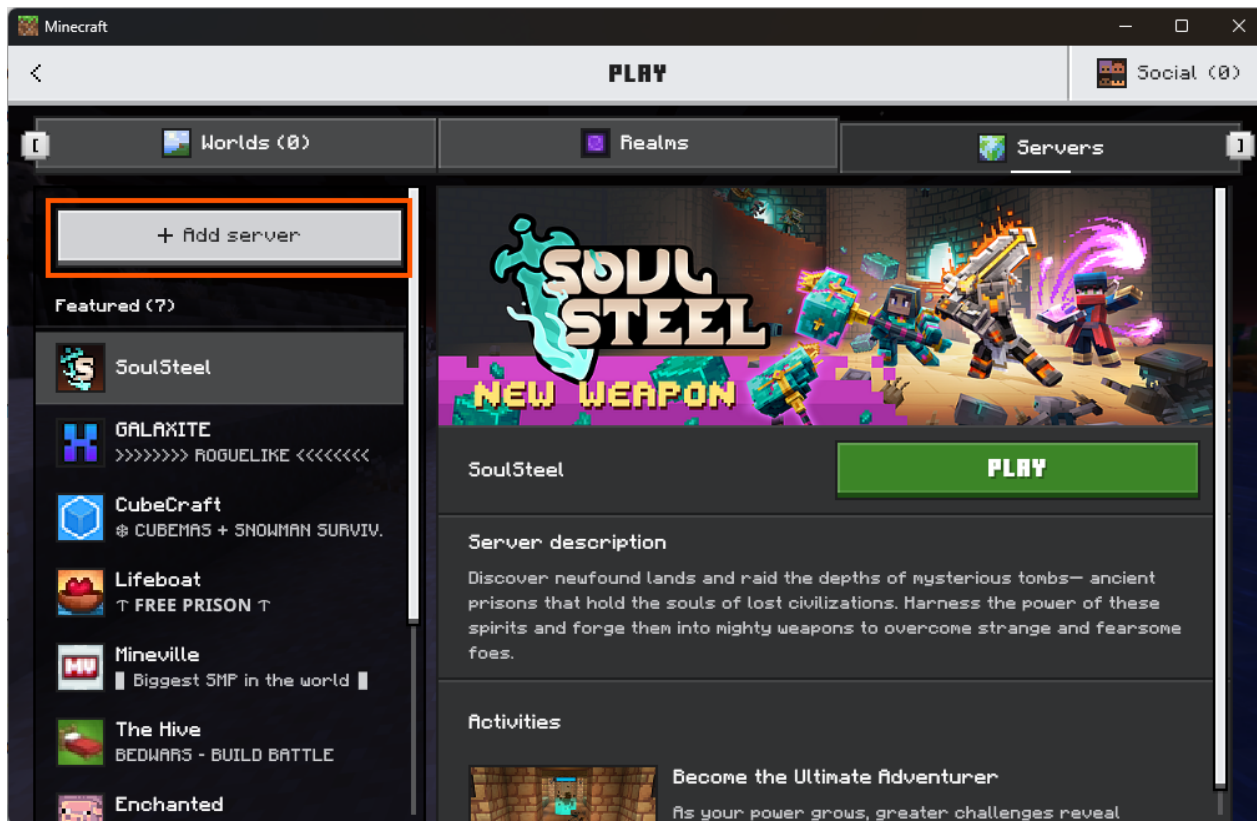 Minecraft
PLAY
Social (0)
[
Worlds (0)
Realms
Servers
]
+ Add server
Featured (7)
SoulSteel
GALAXITE
>>>>>>>> ROGUELIKE <<<<<<<<
CubeCraft
❄ CUBEMAS + SNOWMAN SURVIV.
Lifeboat
⚚ FREE PRISON ⚚
Mineville
█ Biggest SMP in the world █
The Hive
BEDWARS - BUILD BATTLE
Enchanted
SOUL
STEEL
NEW WEAPON
SoulSteel
PLAY
Server description
Discover newfound lands and raid the depths of mysterious tombs— ancient
prisons that hold the souls of lost civilizations. Harness the power of these
spirits and forge them into mighty weapons to overcome strange and fearsome
foes.
Activities
Become the Ultimate Adventurer
As your power grows, greater challenges reveal